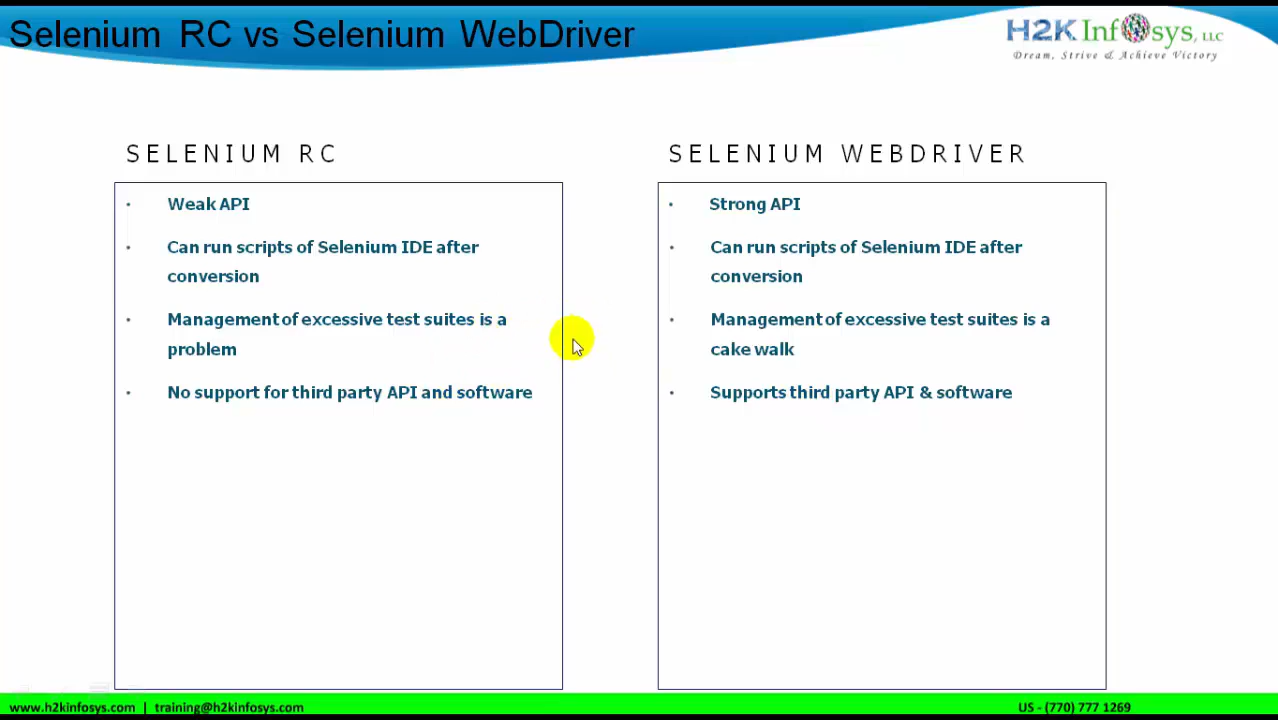 Selenium RC vs Selenium WebDriver
H2K Infosys, LLC
Dream, Strive & Achieve Victory
SELENIUM RC
• Weak API
• Can run scripts of Selenium IDE after
conversion
• Management of excessive test suites is a
problem
• No support for third party API and software
SELENIUM WEBDRIVER
• Strong API
• Can run scripts of Selenium IDE after
conversion
• Management of excessive test suites is a
cake walk
• Supports third party API & software
www.h2kinfosys.com | training@h2kinfosys.com
US - (770) 777 1269